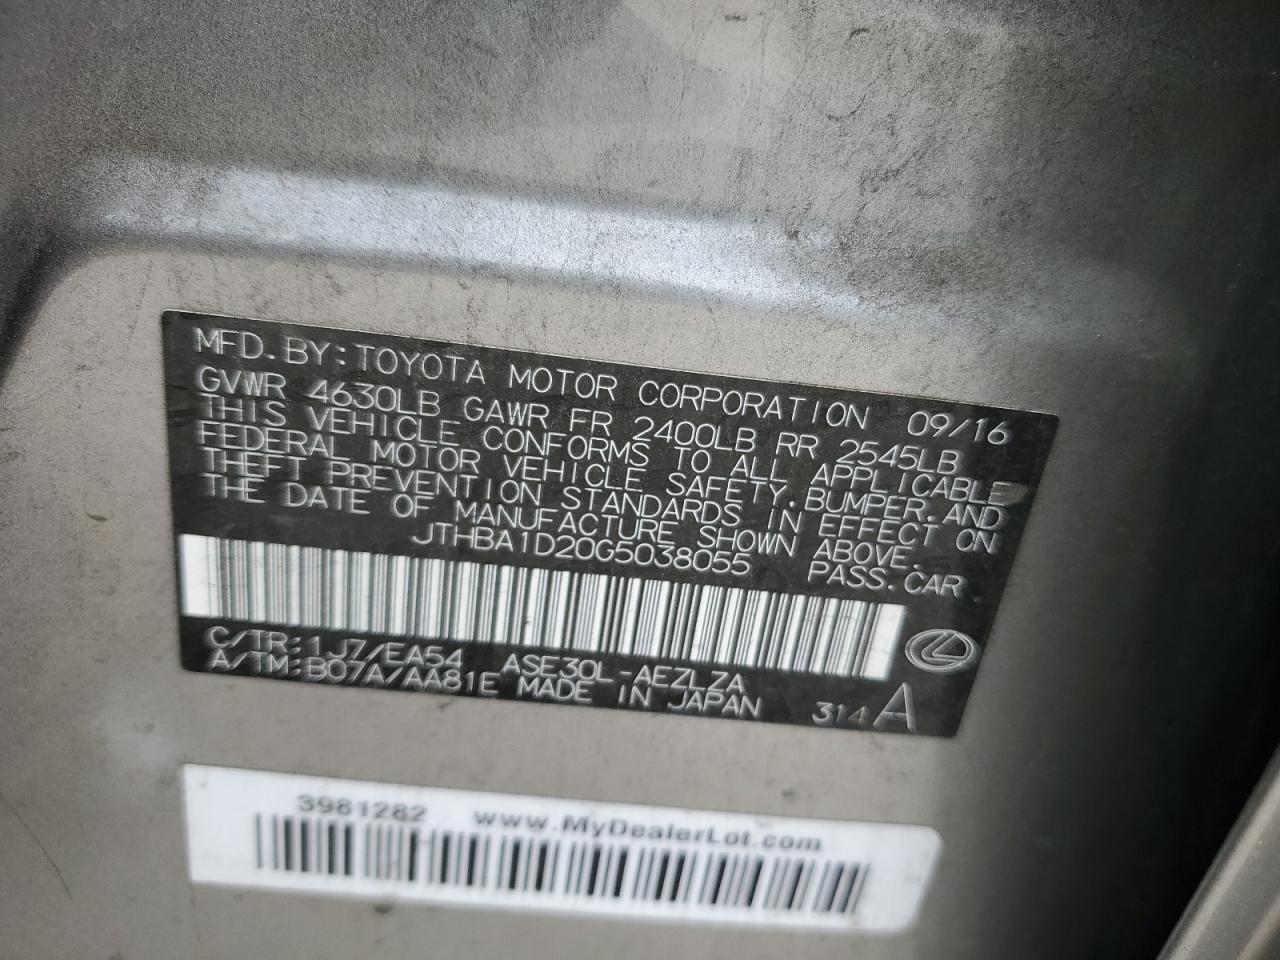 MFD.BY:TOYOTA MOTOR CORPORATION 09/16
GVWR 4630LB GAWR FR 2400LB RR 2545LB
THIS VEHICLE CONFORMS TO ALL APPLICABLE
FEDERAL MOTOR VEHICLE SAFETY,BUMPER,AND
THEFT PREVENTION STANDARDS IN EFFECT ON
THE DATE OF MANUFACTURE SHOWN ABOVE.
JTHBA1D20G5038055 PASS.CAR
C/TR:1J7/EA54 ASE30L-AEZLZA
A/TM:B07A/AA81E MADE IN JAPAN 314A
3981282 www.MyDealerLot.com